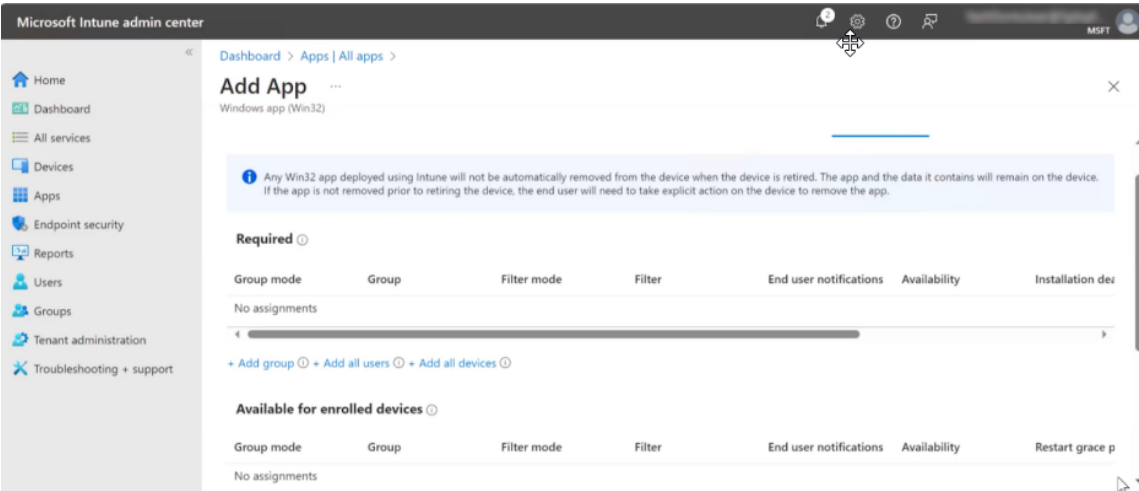 Microsoft Intune admin center
2
MSFT
«
Home
Dashboard
All services
Devices
Apps
Endpoint security
Reports
Users
Groups
Tenant administration
Troubleshooting + support
Dashboard > Apps | All apps >
Add App ...
Windows app (Win32)
Any Win32 app deployed using Intune will not be automatically removed from the device when the device is retired. The app and the data it contains will remain on the device.
If the app is not removed prior to retiring the device, the end user will need to take explicit action on the device to remove the app.
Required
Group mode Group Filter mode Filter End user notifications Availability Installation dea
No assignments
+ Add group + Add all users + Add all devices
Available for enrolled devices
Group mode Group Filter mode Filter End user notifications Availability Restart grace p
No assignments